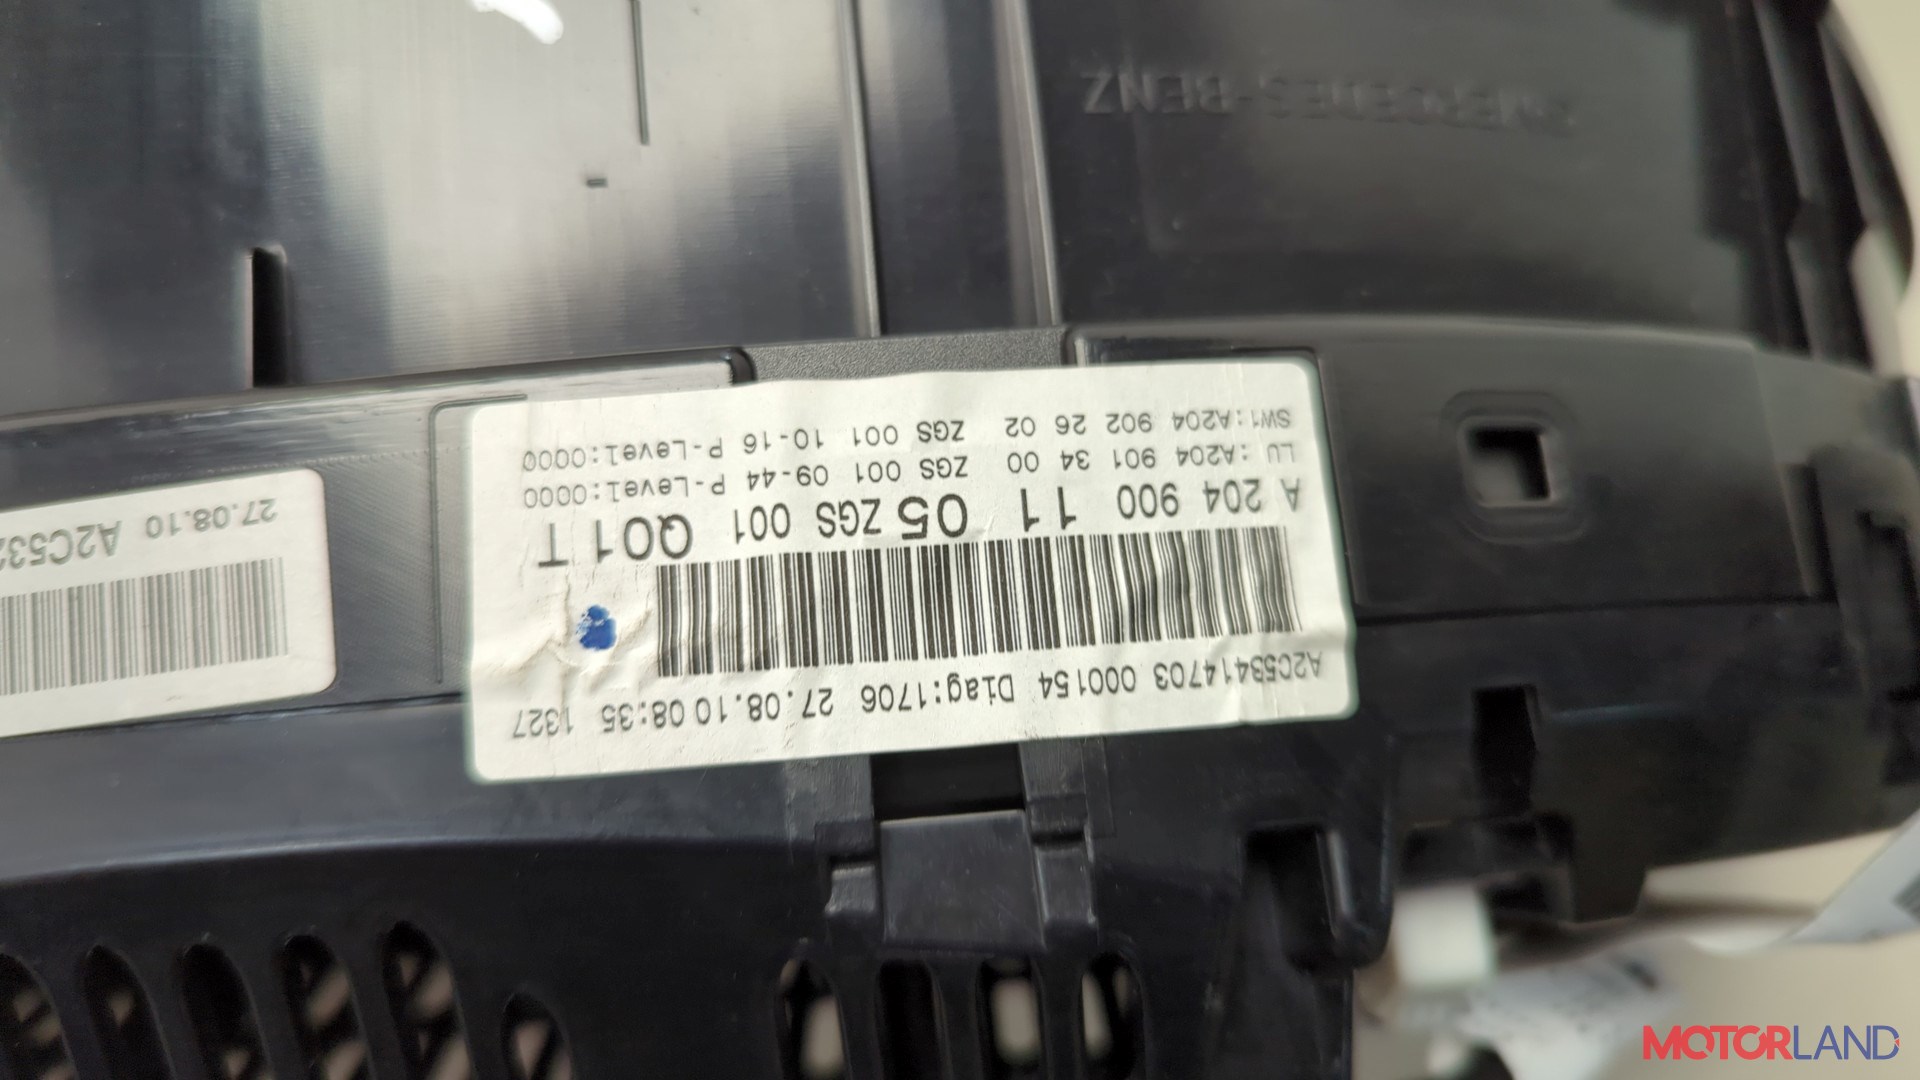 A2C53414703 000154 Diag:1706 27.08.10 08:35 1327
A 204 900 11 05 ZGS 001 Q01 T
LU :A204 901 34 00 ZGS 001 09-44 P-Level:0000
SW1:A204 902 26 02 ZGS 001 10-16 P-Level:0000
27.08.10 A2C532
MERCEDES-BENZ
MOTORLAND